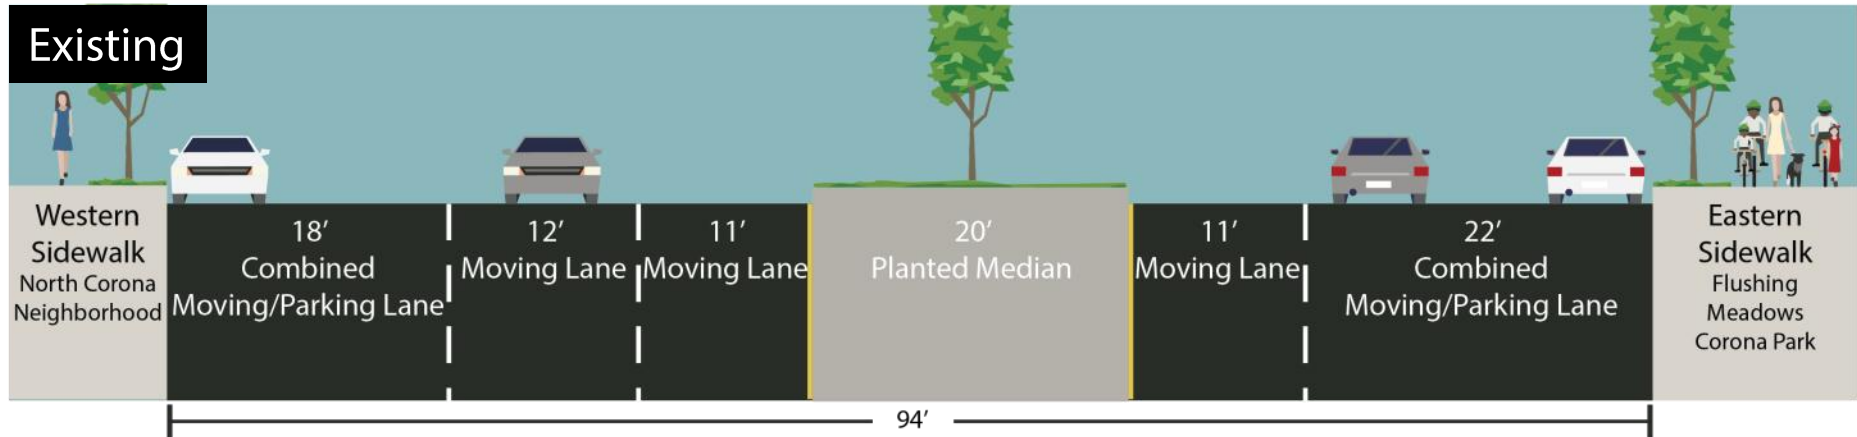 Existing
Western
Sidewalk
North Corona
Neighborhood
18′
Combined
Moving/Parking Lane
12′
Moving Lane
11′
Moving Lane
20′
Planted Median
11′
Moving Lane
22′
Combined
Moving/Parking Lane
Eastern
Sidewalk
Flushing
Meadows
Corona Park
94′